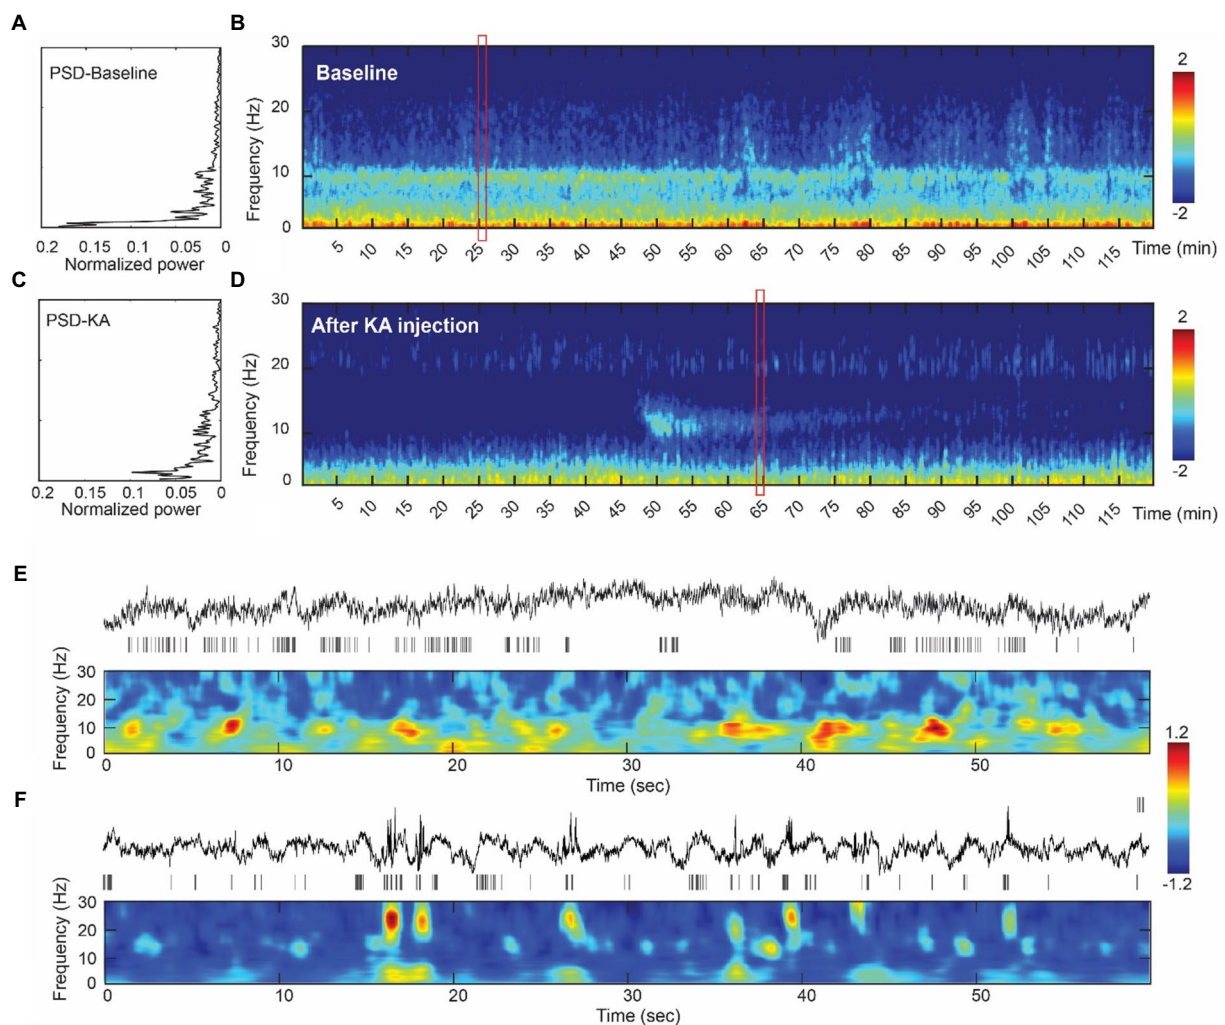 A
B
PSD-Baseline
Baseline
30
20
10
0
Frequency (Hz)
2
-2
0.2 0.15 0.1 0.05 0
Normalized power
5 10 15 20 25 30 35 40 45 50 55 60 65 70 75 80 85 90 95 100 105 110 115 Time (min)
C
D
PSD-KA
After KA injection
30
20
10
0
Frequency (Hz)
2
-2
0.2 0.15 0.1 0.05 0
Normalized power
5 10 15 20 25 30 35 40 45 50 55 60 65 70 75 80 85 90 95 100 105 110 115 Time (min)
E
30
20
10
0
Frequency (Hz)
0 10 20 30 40 50
Time (sec)
1.2
-1.2
F
30
20
10
0
Frequency (Hz)
0 10 20 30 40 50
Time (sec)